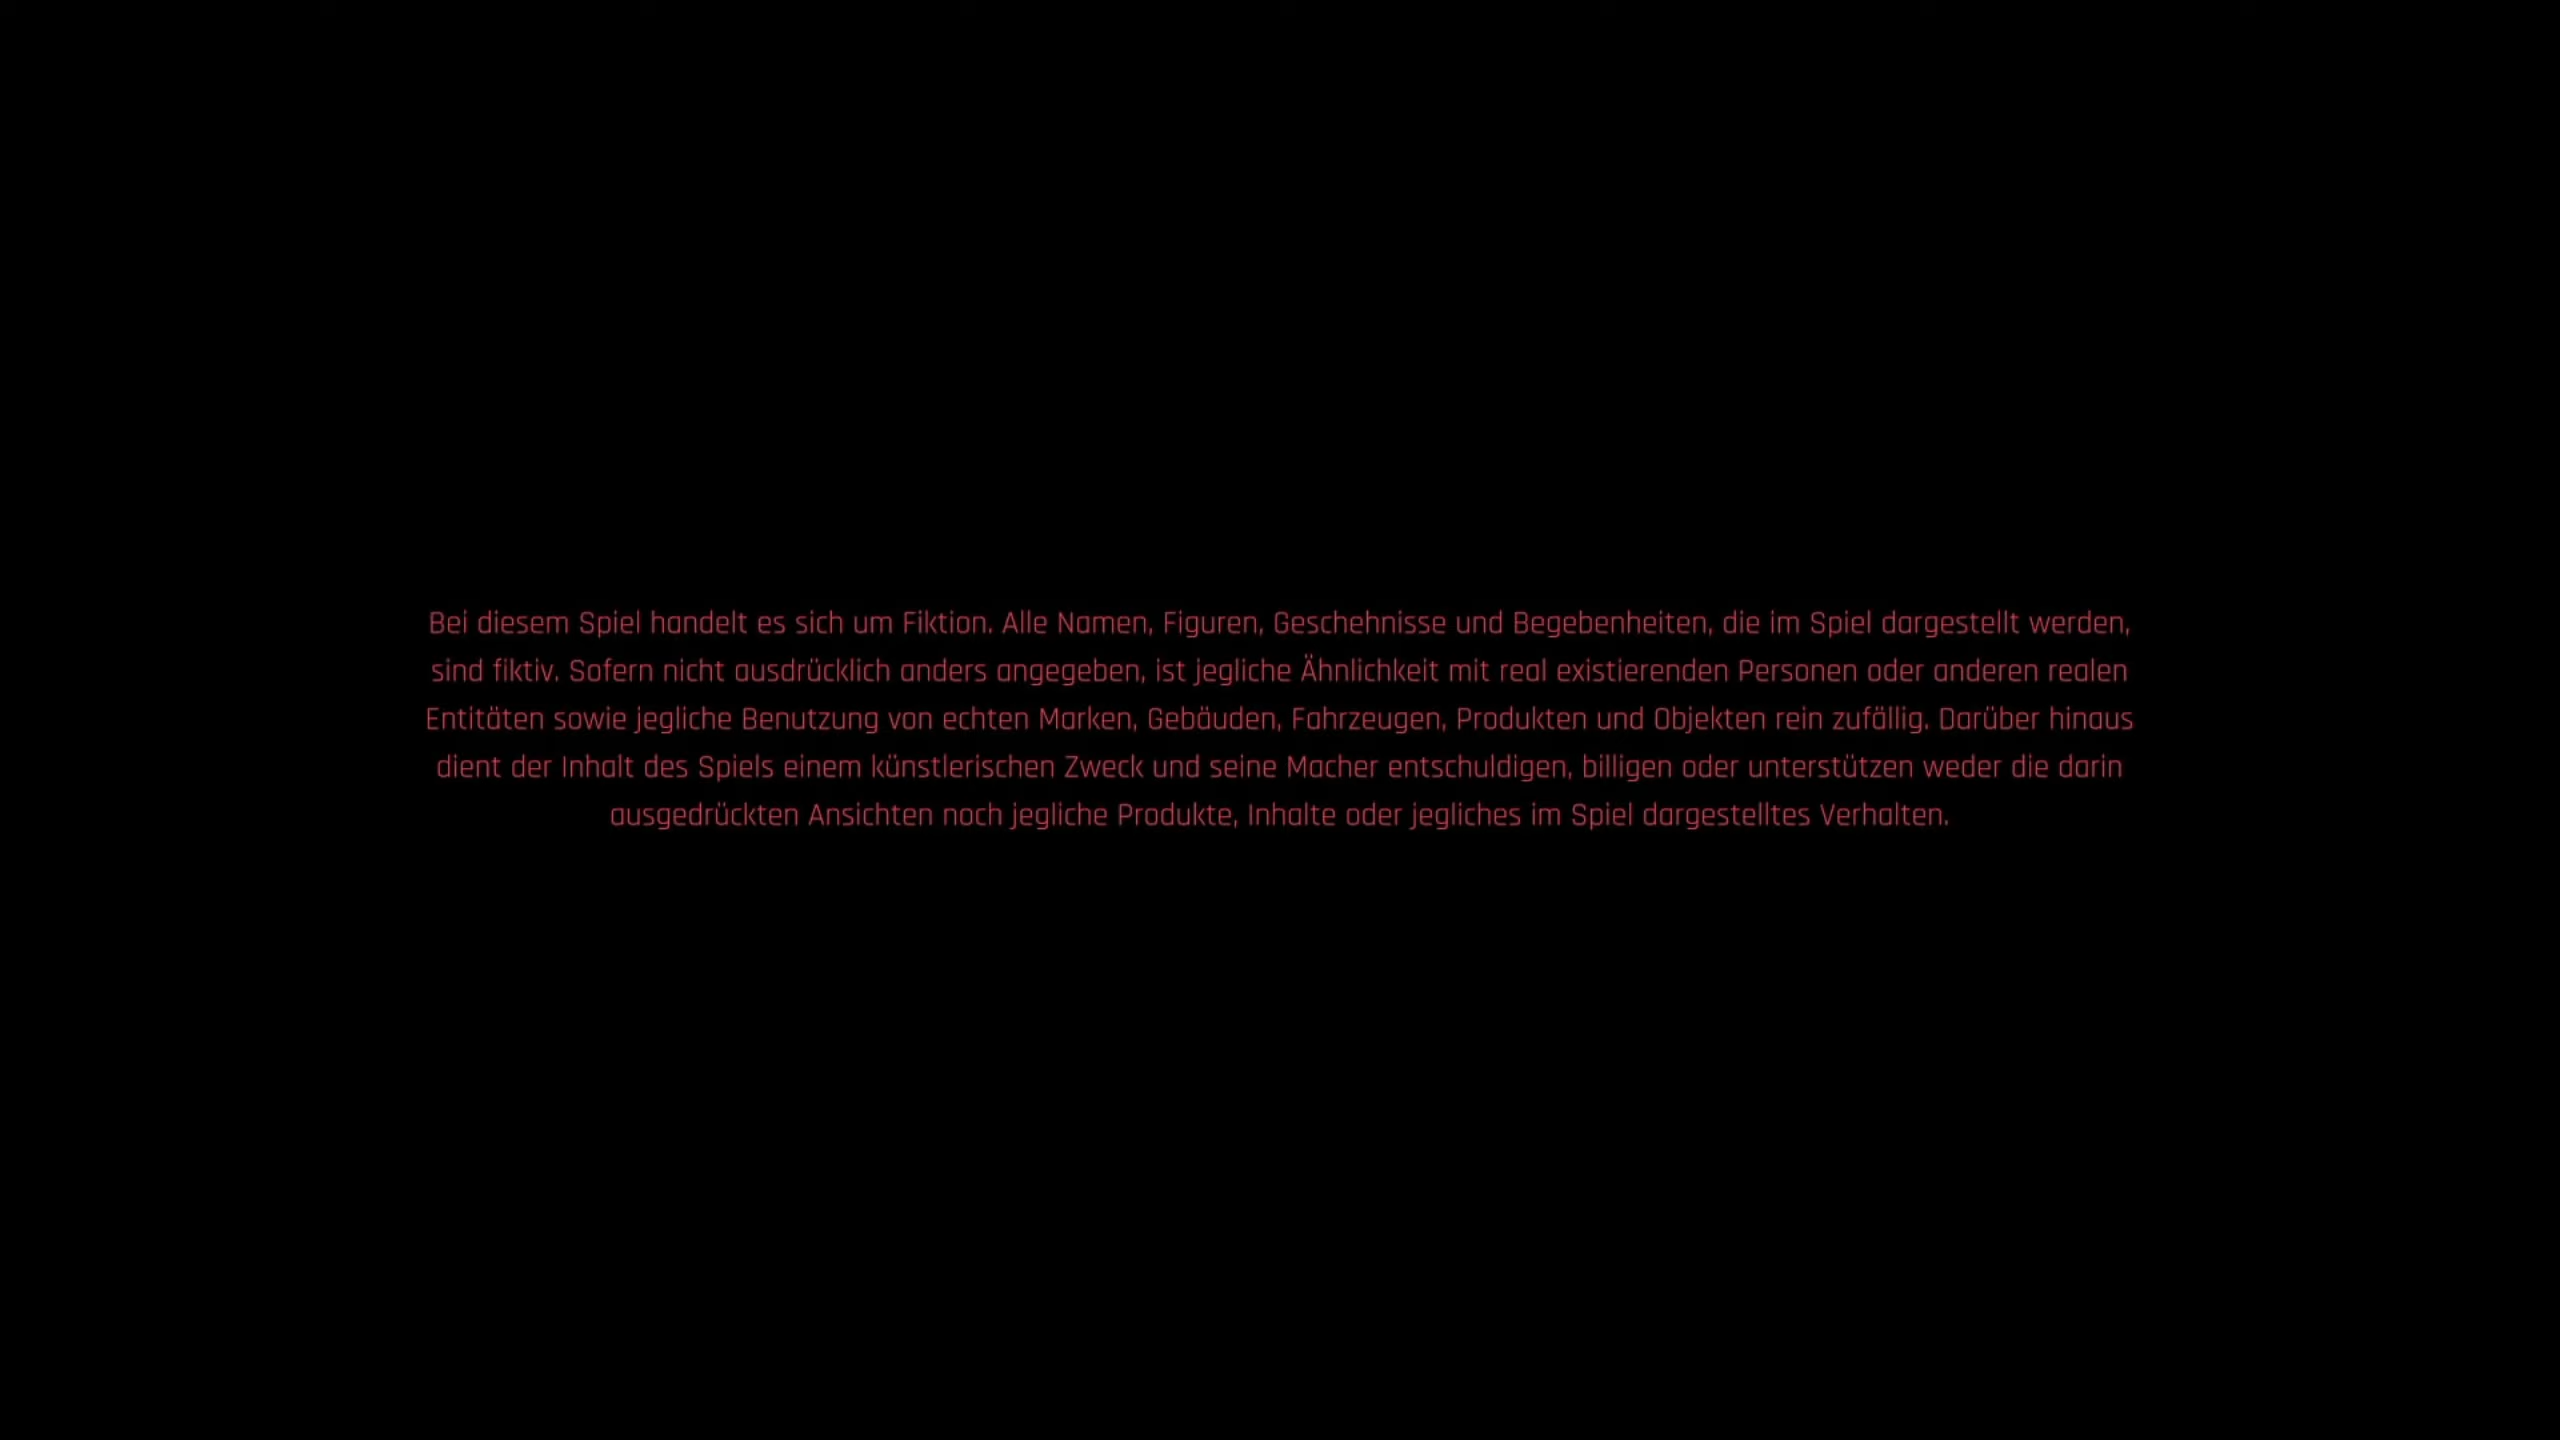 Bei diesem Spiel handelt es sich um Fiktion. Alle Namen, Figuren, Geschehnisse und Begebenheiten, die im Spiel dargestellt werden,
sind fiktiv. Sofern nicht ausdrücklich anders angegeben, ist jegliche Ähnlichkeit mit real existierenden Personen oder anderen realen
Entitäten sowie jegliche Benutzung von echten Marken, Gebäuden, Fahrzeugen, Produkten und Objekten rein zufällig. Darüber hinaus
dient der Inhalt des Spiels einem künstlerischen Zweck und seine Macher entschuldigen, billigen oder unterstützen weder die darin
ausgedrückten Ansichten noch jegliche Produkte, Inhalte oder jegliches im Spiel dargestelltes Verhalten.